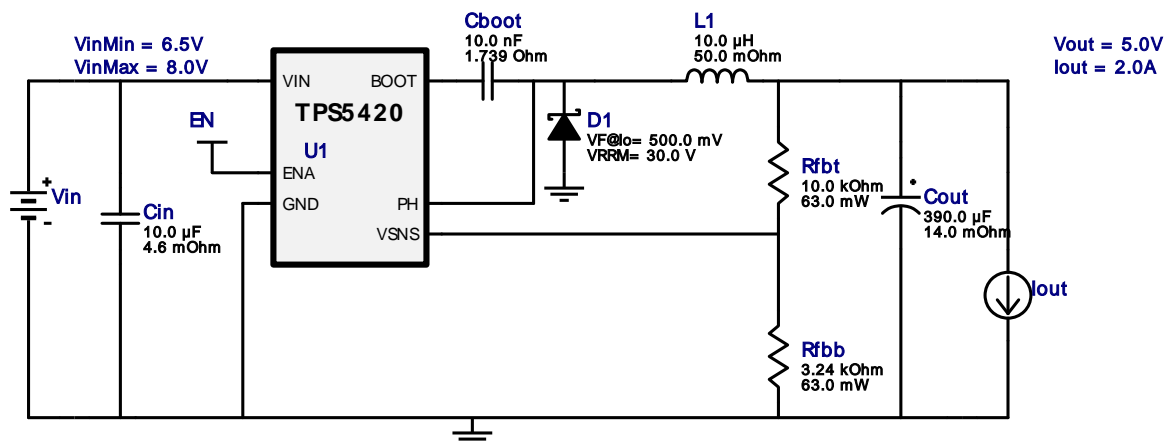 VinMin = 6.5V
VinMax = 8.0V
Cboot
10.0 nF
1.739 Ohm
L1
10.0 µH
50.0 mOhm
Vout = 5.0V
Iout = 2.0A
VIN
BOOT
TPS5420
U1
EN
ENA
GND
PH
VSNS
D1
VF@Io= 500.0 mV
VRRM= 30.0 V
Rfbt
10.0 kOhm
63.0 mW
Cout
390.0 µF
14.0 mOhm
+
Vin
-
Cin
10.0 µF
4.6 mOhm
Iout
Rfbb
3.24 kOhm
63.0 mW